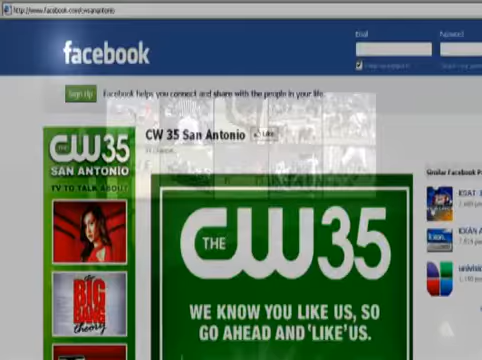 http://www.facebook.com/cwsanantonio
facebook
Email
Password
Sign Up
Facebook helps you connect and share with the people in your life.
CW 35 San Antonio
Like
THE CW35
SAN ANTONIO
TV TO TALK ABOUT
THE CW35
WE KNOW YOU LIKE US, SO
GO AHEAD AND 'LIKE' US.
the
BIG
BANG
theory
Similar Facebook
KSAT
KXAN
univision